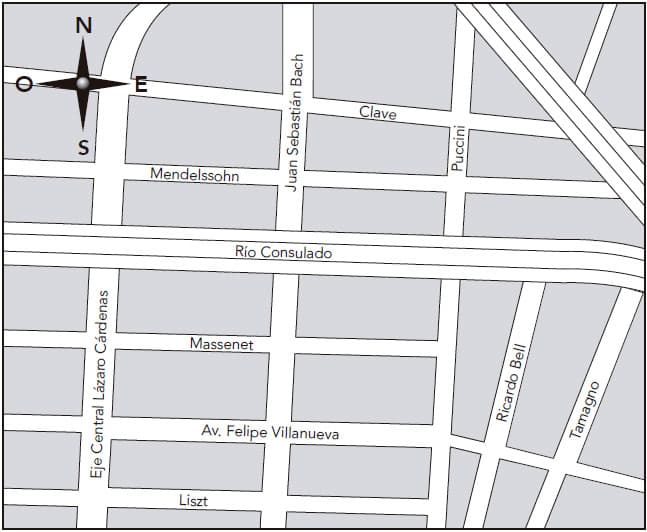 N
O
E
S
Juan Sebastián Bach
Clave
Puccini
Mendelssohn
Río Consulado
Eje Central Lázaro Cárdenas
Massenet
Ricardo Bell
Tamagno
Av. Felipe Villanueva
Liszt